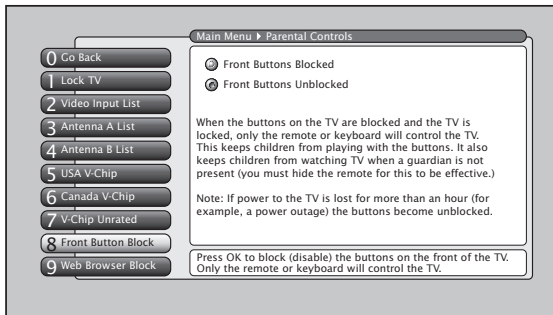 Main Menu ▶ Parental Controls
0 Go Back
1 Lock TV
2 Video Input List
3 Antenna A List
4 Antenna B List
5 USA V-Chip
6 Canada V-Chip
7 V-Chip Unrated
8 Front Button Block
9 Web Browser Block
Front Buttons Blocked
Front Buttons Unblocked
When the buttons on the TV are blocked and the TV is
locked, only the remote or keyboard will control the TV.
This keeps children from playing with the buttons. It also
keeps children from watching TV when a guardian is not
present (you must hide the remote for this to be effective.)
Note: If power to the TV is lost for more than an hour (for
example, a power outage) the buttons become unblocked.
Press OK to block (disable) the buttons on the front of the TV.
Only the remote or keyboard will control the TV.